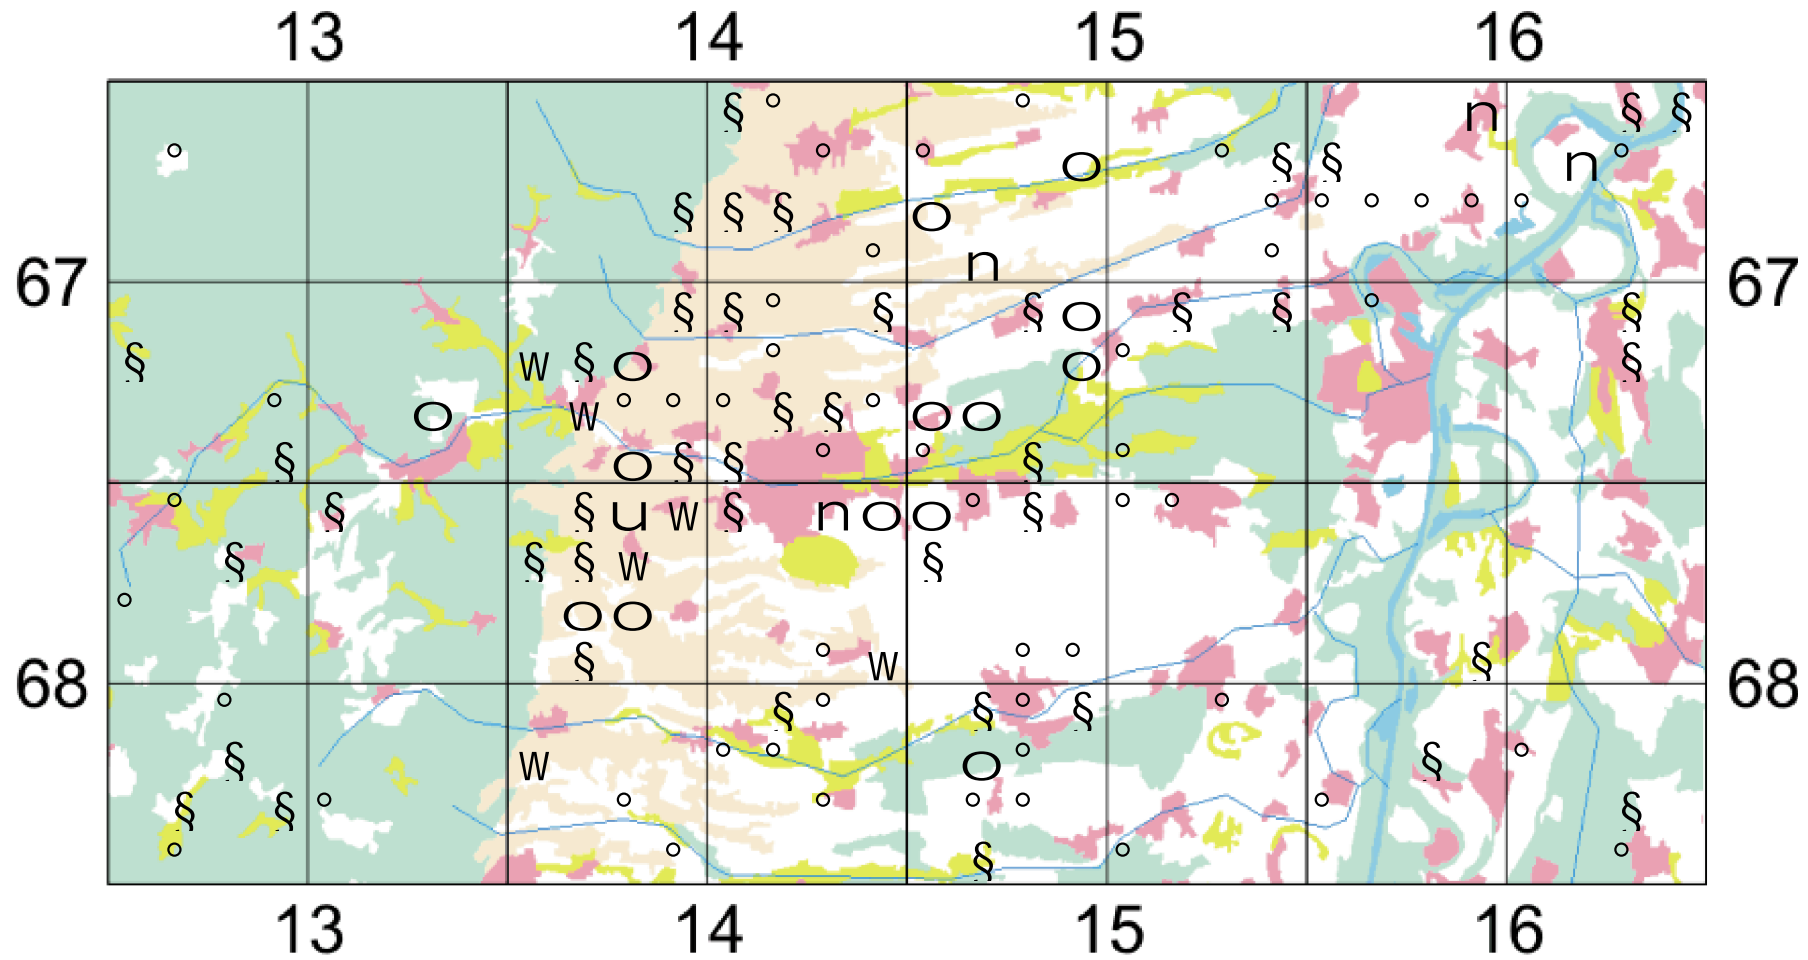 13 14 15 16
§ n § §
o § § n
§ § § o
n
67 67
§ § § § o § § §
§ w § o o §
o w § § o o
§ o § § §
§ § u w § n o o §
§ § § w §
o o
§ w §
68 68
§ § §
§ w o §
§ § §
§
13 14 15 16